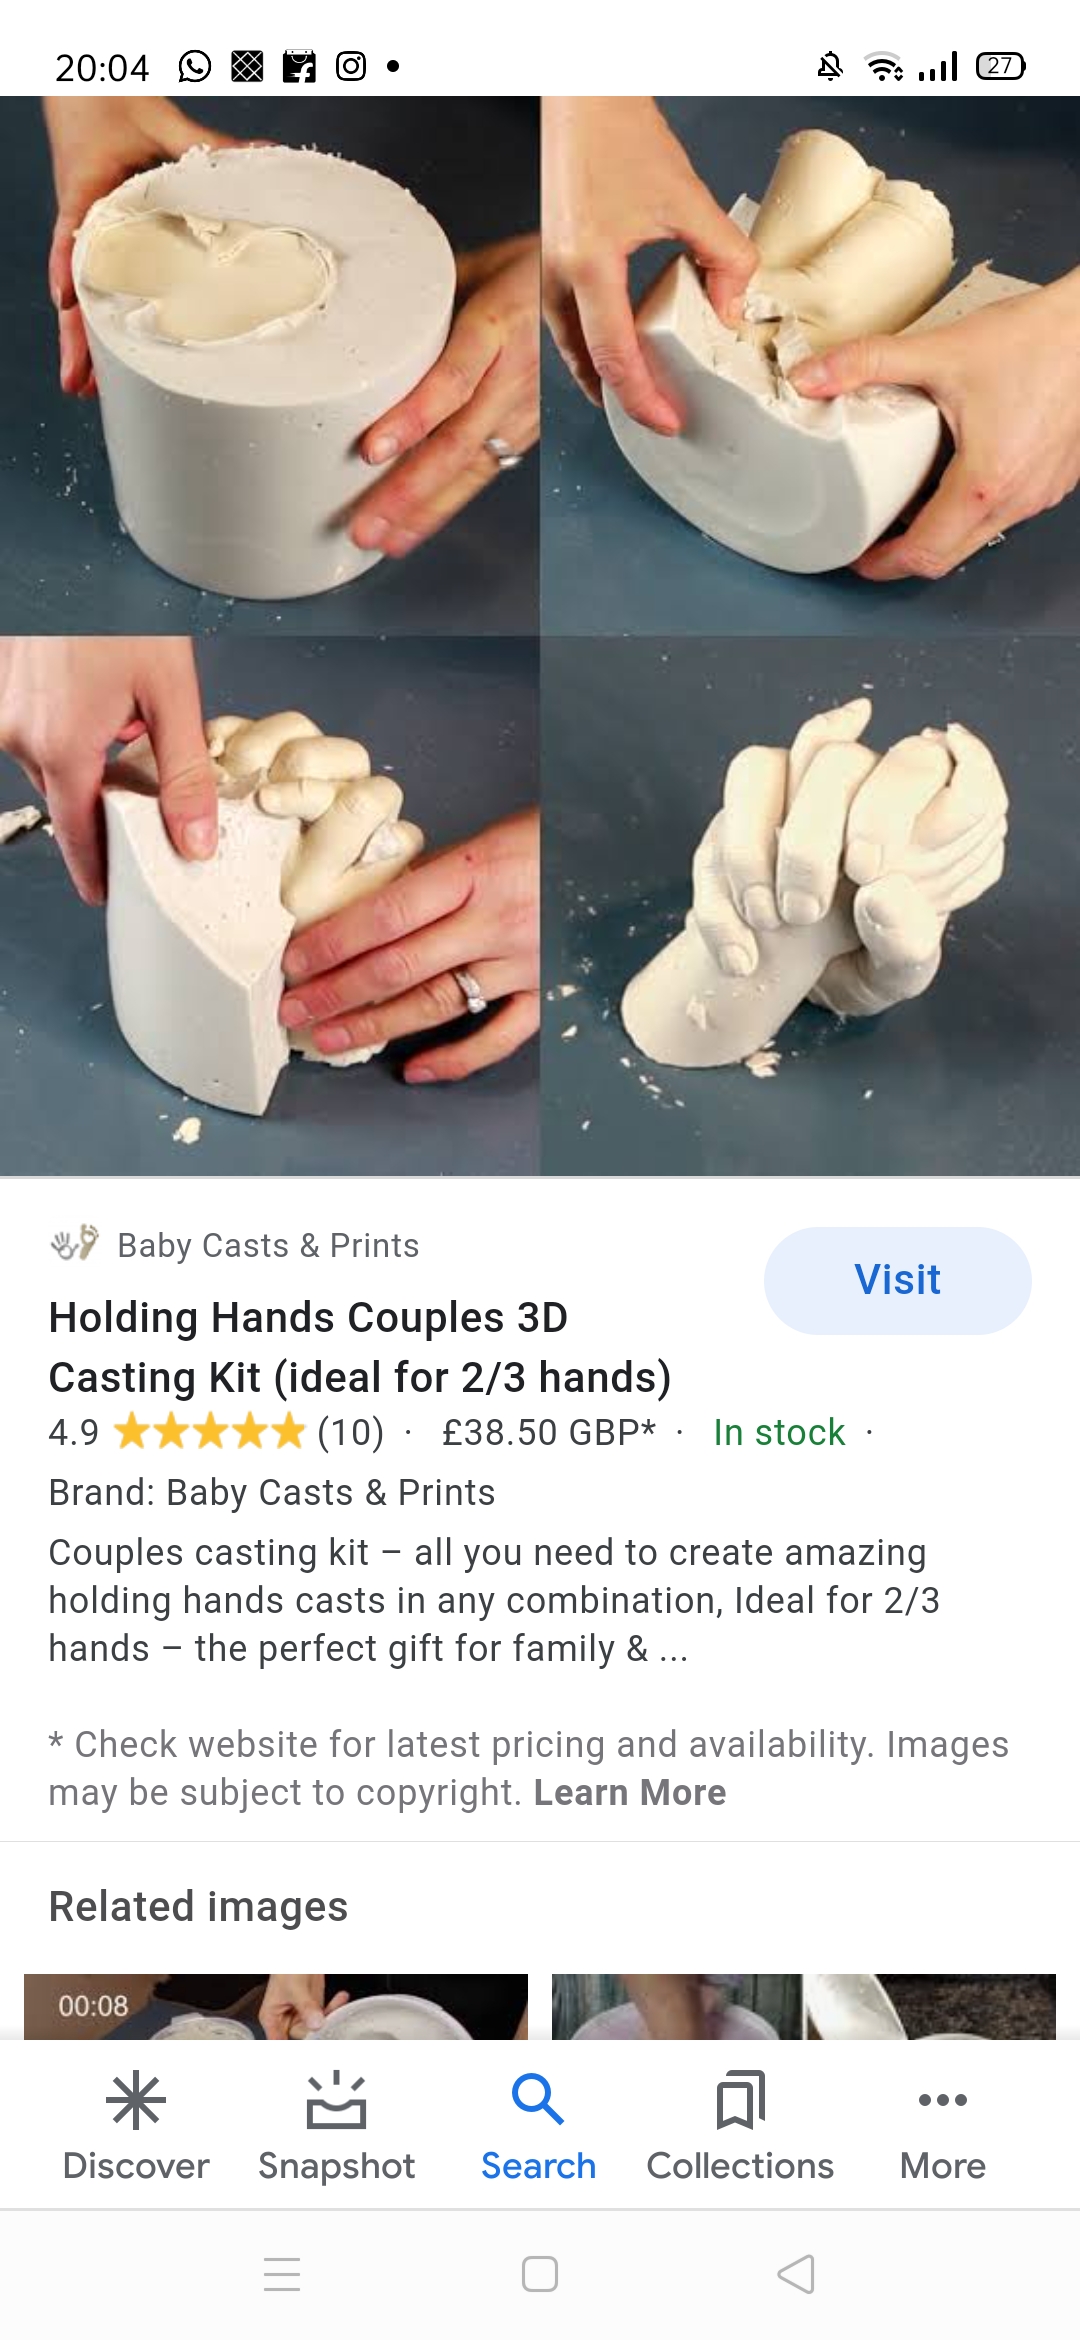 20:04
27
Baby Casts & Prints
Visit
Holding Hands Couples 3D
Casting Kit (ideal for 2/3 hands)
4.9 ★★★★★ (10) · £38.50 GBP* · In stock ·
Brand: Baby Casts & Prints
Couples casting kit – all you need to create amazing
holding hands casts in any combination, Ideal for 2/3
hands – the perfect gift for family & ...
* Check website for latest pricing and availability. Images
may be subject to copyright. Learn More
Related images
00:08
Discover Snapshot Search Collections More